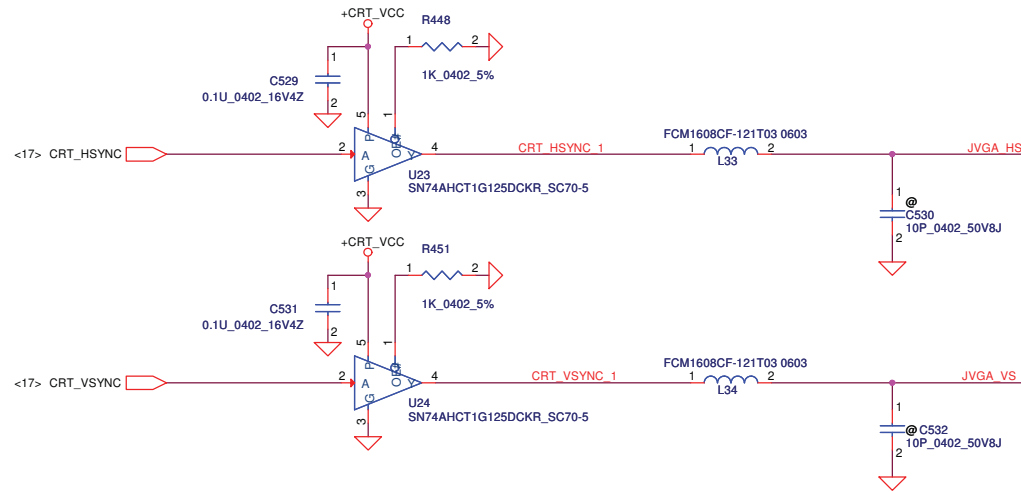 +CRT_VCC
R448
1
2
1K_0402_5%
1
C529
0.1U_0402_16V4Z
2
5
1
<17> CRT_HSYNC
2
P
OE#
A
Y
G
4
CRT_HSYNC_1
FCM1608CF-121T03 0603
1
2
L33
JVGA_HS
U23
SN74AHCT1G125DCKR_SC70-5
3
1
@
C530
10P_0402_50V8J
2
+CRT_VCC
R451
1
2
1K_0402_5%
1
C531
0.1U_0402_16V4Z
2
5
1
<17> CRT_VSYNC
2
P
OE#
A
Y
G
4
CRT_VSYNC_1
FCM1608CF-121T03 0603
1
2
L34
JVGA_VS
U24
SN74AHCT1G125DCKR_SC70-5
3
1
@ C532
10P_0402_50V8J
2